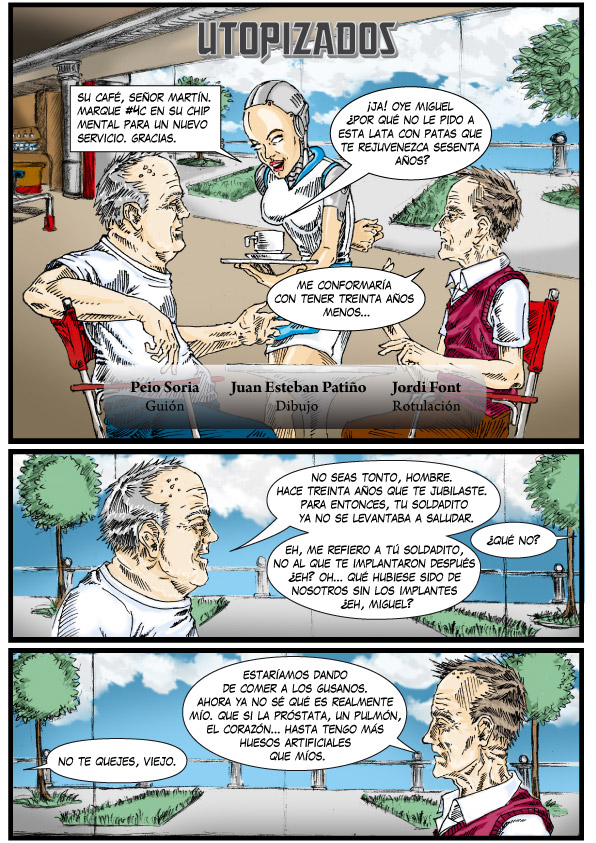 UTOPIZADOS
SU CAFÉ, SEÑOR MARTÍN.
MARQUE #4C EN SU CHIP
MENTAL PARA UN NUEVO
SERVICIO. GRACIAS.
¡JA! OYE MIGUEL
¿POR QUÉ NO LE PIDO A
ESTA LATA CON PATAS QUE
TE REJUVENEZCA SESENTA
AÑOS?
ME CONFORMARÍA
CON TENER TREINTA AÑOS
MENOS...
Peio Soria
Guión
Juan Esteban Patiño
Dibujo
Jordi Font
Rotulación
NO SEAS TONTO, HOMBRE.
HACE TREINTA AÑOS QUE TE JUBILASTE.
PARA ENTONCES, TU SOLDADITO
YA NO SE LEVANTABA A SALUDAR.
¿QUÉ NO?
EH, ME REFIERO A TÚ SOLDADITO,
NO AL QUE TE IMPLANTARON DESPUÉS
¿EH? OH... QUÉ HUBIESE SIDO DE
NOSOTROS SIN LOS IMPLANTES
¿EH, MIGUEL?
ESTARÍAMOS DANDO
DE COMER A LOS GUSANOS.
AHORA YA NO SÉ QUÉ ES REALMENTE
MÍO. QUE SI LA PRÓSTATA, UN PULMÓN,
EL CORAZÓN... HASTA TENGO MÁS
HUESOS ARTIFICIALES
QUE MÍOS.
NO TE QUEJES, VIEJO.